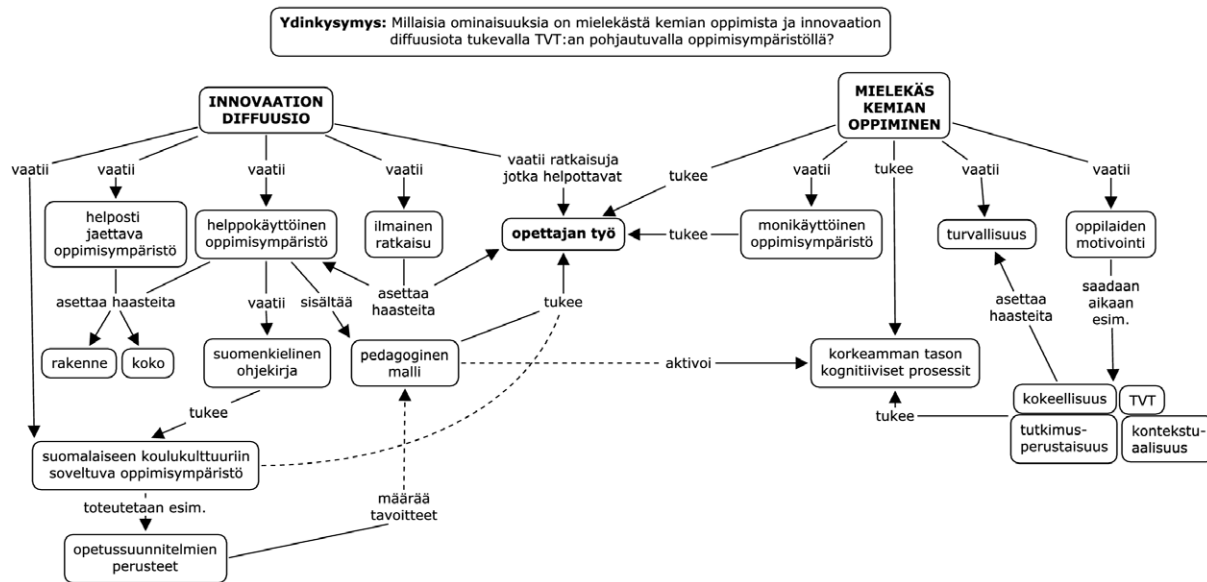 Ydinkysymys: Millaisia ominaisuuksia on mielekästä kemian oppimista ja innovaation
diffuusiota tukevalla TVT:an pohjautuvalla oppimisympäristöllä?
INNOVAATION
DIFFUUSIO
MIELEKÄS
KEMIAN
OPPIMINEN
vaatii
vaatii
vaatii
vaatii
vaatii ratkaisuja
jotka helpottavat
tukee
vaatii
tukee
vaatii
vaatii
helposti
jaettava
oppimisympäristö
helppokäyttöinen
oppimisympäristö
ilmainen
ratkaisu
opettajan työ
tukee
monikäyttöinen
oppimisympäristö
turvallisuus
oppilaiden
motivointi
asettaa haasteita
vaatii
sisältää
asettaa
haasteita
tukee
asettaa
haasteita
saadaan
aikaan
esim.
rakenne
koko
suomenkielinen
ohjekirja
pedagoginen
malli
aktivoi
korkeamman tason
kognitiiviset prosessit
kokeellisuus
TVT
tukee
tukee
tutkimus-
perustaisuus
kontekstu-
aalisuus
suomalaiseen koulukulttuuriin
soveltuva oppimisympäristö
toteutetaan esim.
määrää
tavoitteet
opetussuunnitelmien
perusteet